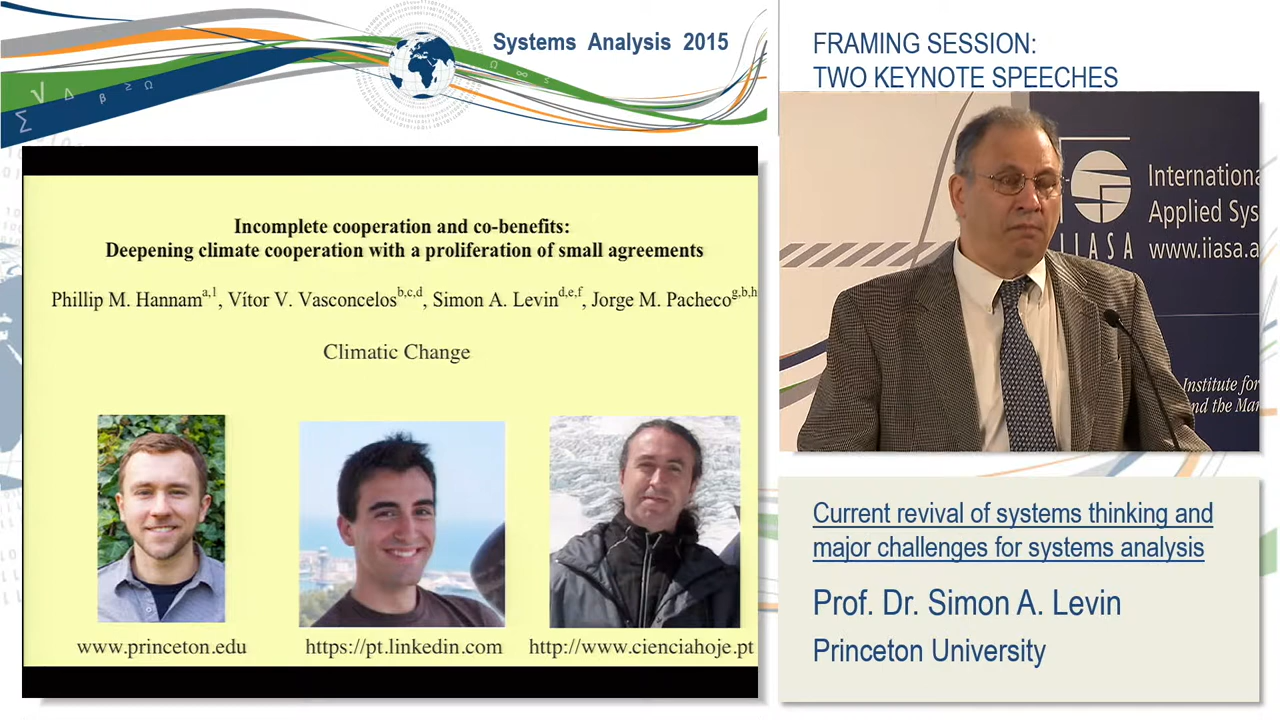 Systems Analysis 2015
FRAMING SESSION:
TWO KEYNOTE SPEECHES
Incomplete cooperation and co-benefits:
Deepening climate cooperation with a proliferation of small agreements
Phillip M. Hannam^a,1, Vítor V. Vasconcelos^b,c,d, Simon A. Levin^d,e,f, Jorge M. Pacheco^g,b,h
Climatic Change
www.princeton.edu
https://pt.linkedin.com
http://www.cienciahoje.pt
IIASA
Internationa
Applied Sys
www.iiasa.a
Institute for
nd the Mar
Current revival of systems thinking and
major challenges for systems analysis
Prof. Dr. Simon A. Levin
Princeton University